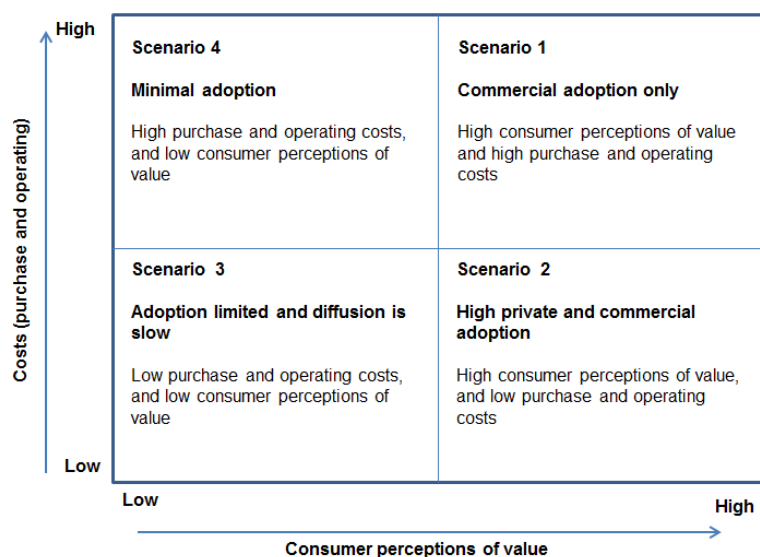 High
Costs (purchase and operating)
Low
Scenario 4
Minimal adoption
High purchase and operating costs,
and low consumer perceptions of
value
Scenario 1
Commercial adoption only
High consumer perceptions of value
and high purchase and operating
costs
Scenario 3
Adoption limited and diffusion is
slow
Low purchase and operating costs,
and low consumer perceptions of
value
Scenario 2
High private and commercial
adoption
High consumer perceptions of value,
and low purchase and operating
costs
Low
High
Consumer perceptions of value